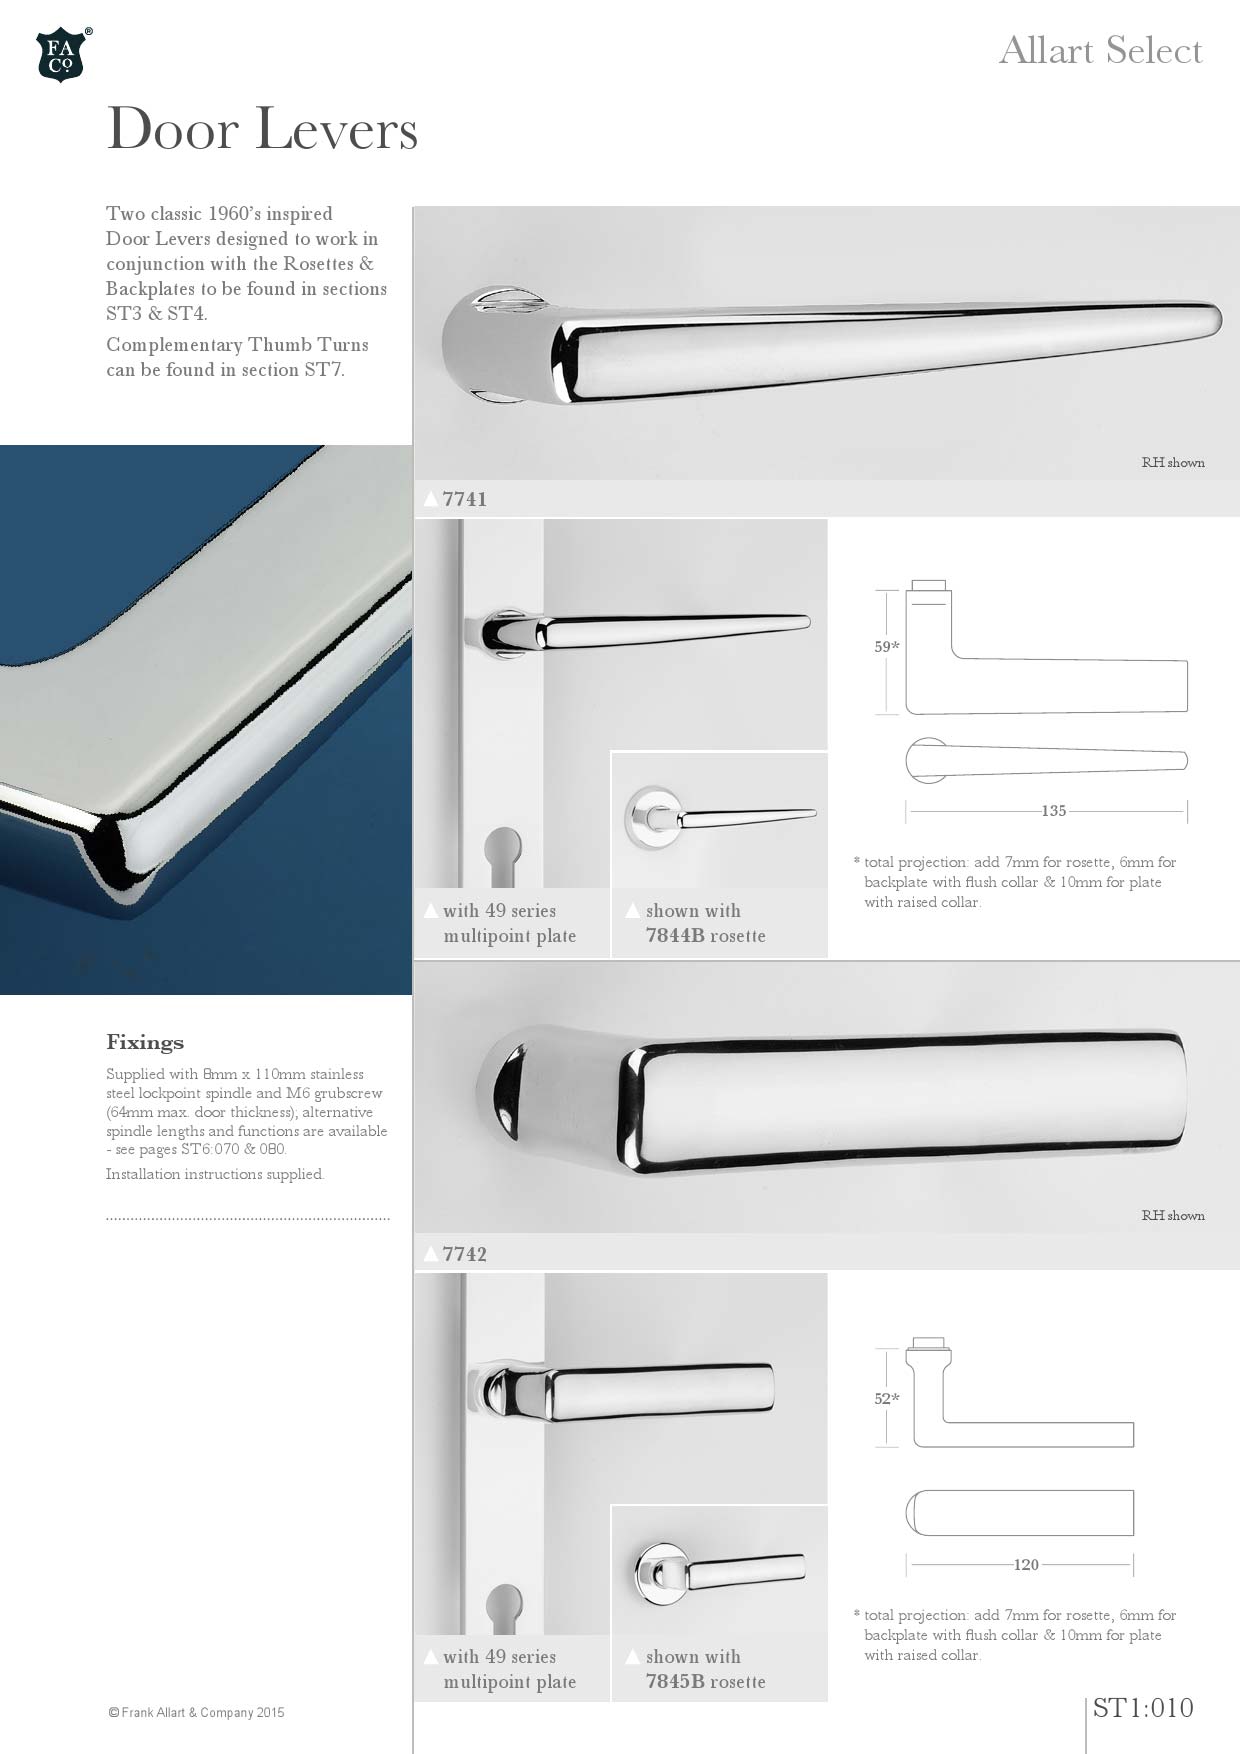 FA
Co.
®
Allart Select
Door Levers
Two classic 1960's inspired
Door Levers designed to work in
conjunction with the Rosettes &
Backplates to be found in sections
ST3 & ST4.
Complementary Thumb Turns
can be found in section ST7.
RH shown
7741
59*
135
* total projection: add 7mm for rosette, 6mm for
backplate with flush collar & 10mm for plate
with raised collar.
with 49 series
multipoint plate
shown with
7844B rosette
Fixings
Supplied with 8mm x 110mm stainless
steel lockpoint spindle and M6 grubscrew
(64mm max. door thickness), alternative
spindle lengths and functions are available
- see pages ST6:070 & 080.
Installation instructions supplied.
RH shown
7742
52*
120
* total projection: add 7mm for rosette, 6mm for
backplate with flush collar & 10mm for plate
with raised collar.
with 49 series
multipoint plate
shown with
7845B rosette
© Frank Allart & Company 2015
ST1:010